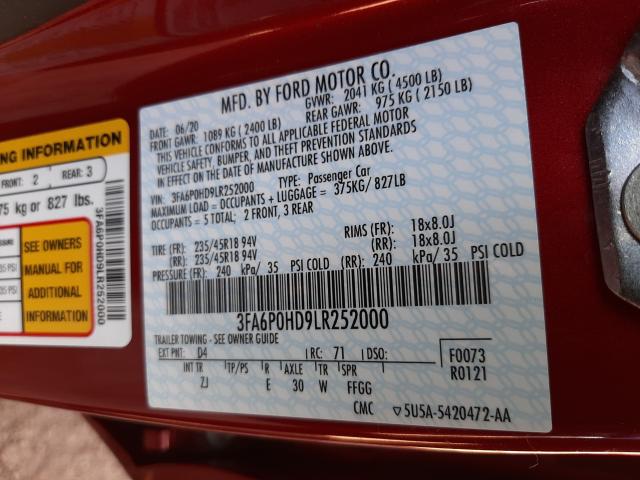 MFD. BY FORD MOTOR CO.
DATE: 06/20 GVWR: 2041 KG ( 4500 LB)
FRONT GAWR: 1089 KG ( 2400 LB) REAR GAWR: 975 KG ( 2150 LB)
THIS VEHICLE CONFORMS TO ALL APPLICABLE FEDERAL MOTOR
VEHICLE SAFETY, BUMPER, AND THEFT PREVENTION STANDARDS
IN EFFECT ON THE DATE OF MANUFACTURE SHOWN ABOVE.
VIN: 3FA6P0HD9LR252000 TYPE: Passenger Car
MAXIMUM LOAD = OCCUPANTS + LUGGAGE = 375KG/ 827LB
OCCUPANTS = 5 TOTAL; 2 FRONT, 3 REAR
TIRE (FR): 235/45R18 94V RIMS (FR): 18x8.0J
(RR): 235/45R18 94V (RR): 18x8.0J
PRESSURE (FR): 240 kPa/ 35 PSI COLD (RR): 240 kPa/ 35 PSI COLD
3FA6P0HD9LR252000
TRAILER TOWING - SEE OWNER GUIDE
EXT PNT: D4 RC: 71 DSO: F0073
INT TR TP/PS R AXLE TR SPR R0121
ZJ E 30 W FFGG
CMC ▽5U5A-5420472-AA
NG INFORMATION
FRONT: 2 REAR: 3
75 kg or 827 lbs.
SEE OWNERS
MANUAL FOR
ADDITIONAL
INFORMATION
3FA6P0HD9LR252000